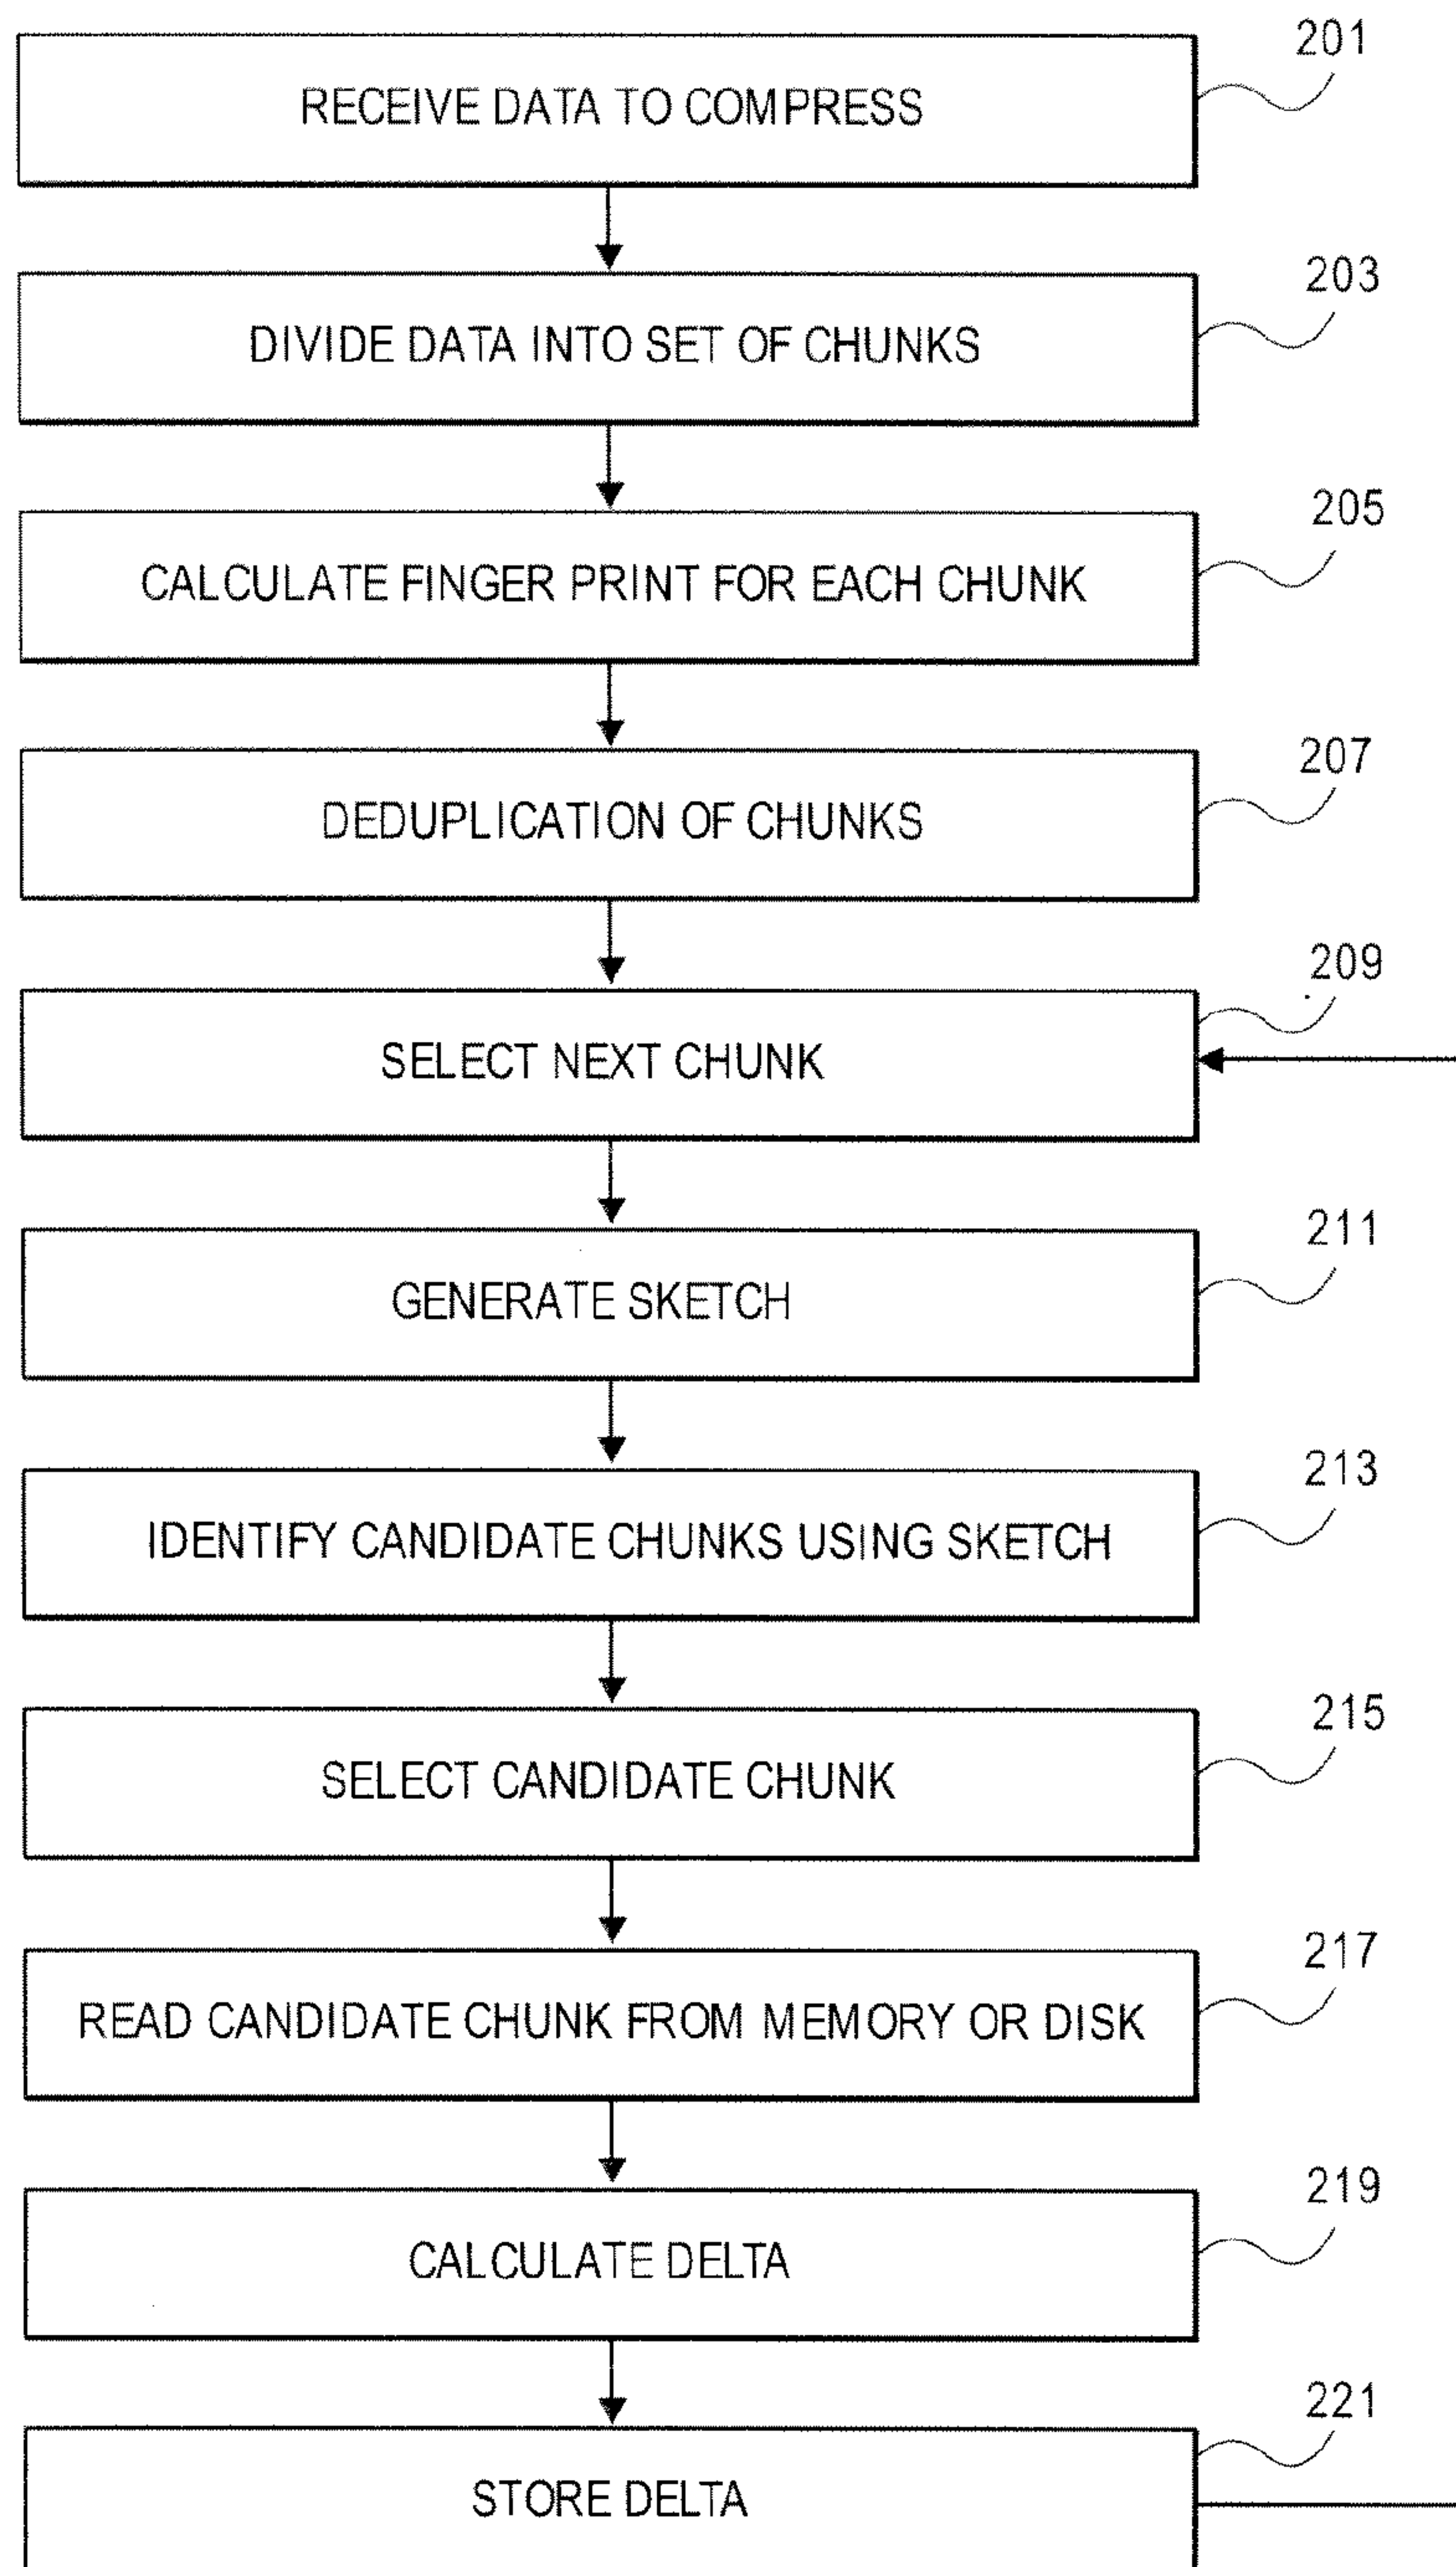 201
RECEIVE DATA TO COMPRESS
203
DIVIDE DATA INTO SET OF CHUNKS
205
CALCULATE FINGER PRINT FOR EACH CHUNK
207
DEDUPLICATION OF CHUNKS
209
SELECT NEXT CHUNK
211
GENERATE SKETCH
213
IDENTIFY CANDIDATE CHUNKS USING SKETCH
215
SELECT CANDIDATE CHUNK
217
READ CANDIDATE CHUNK FROM MEMORY OR DISK
219
CALCULATE DELTA
221
STORE DELTA